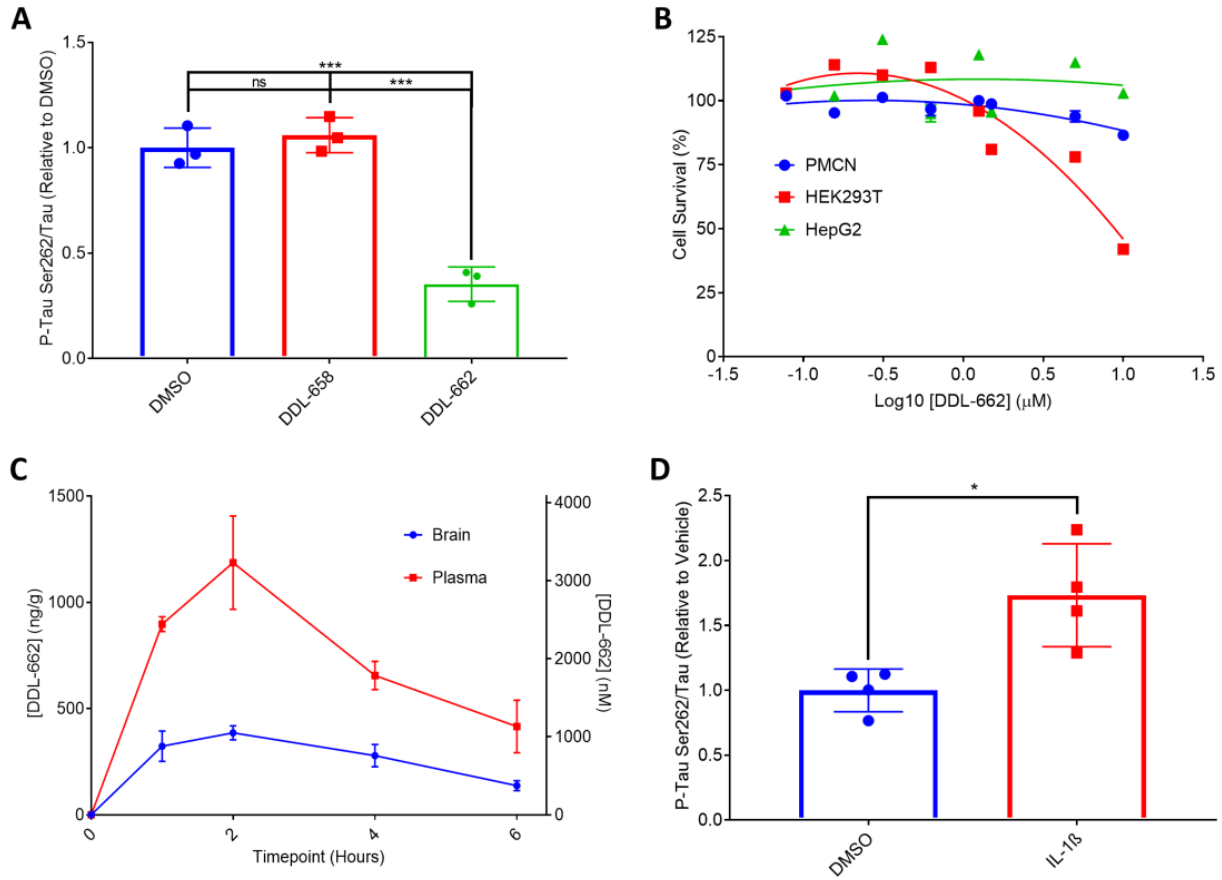 A
P-Tau Ser262/Tau (Relative to DMSO)
1.5
1.0
0.5
0.0
***
ns
***
DMSO
DDL-658
DDL-662
B
Cell Survival (%)
125
100
75
50
25
0
PMCN
HEK293T
HepG2
-1.5
-1.0
-0.5
0.0
0.5
1.0
1.5
Log10 [DDL-662] (μM)
C
[DDL-662] (ng/g)
1500
1000
500
0
Brain
Plasma
4000
3000
2000
1000
0
[DDL-662] (nM)
0
2
4
6
Timepoint (Hours)
D
P-Tau Ser262/Tau (Relative to Vehicle)
2.5
2.0
1.5
1.0
0.5
0.0
*
DMSO
IL-1ß